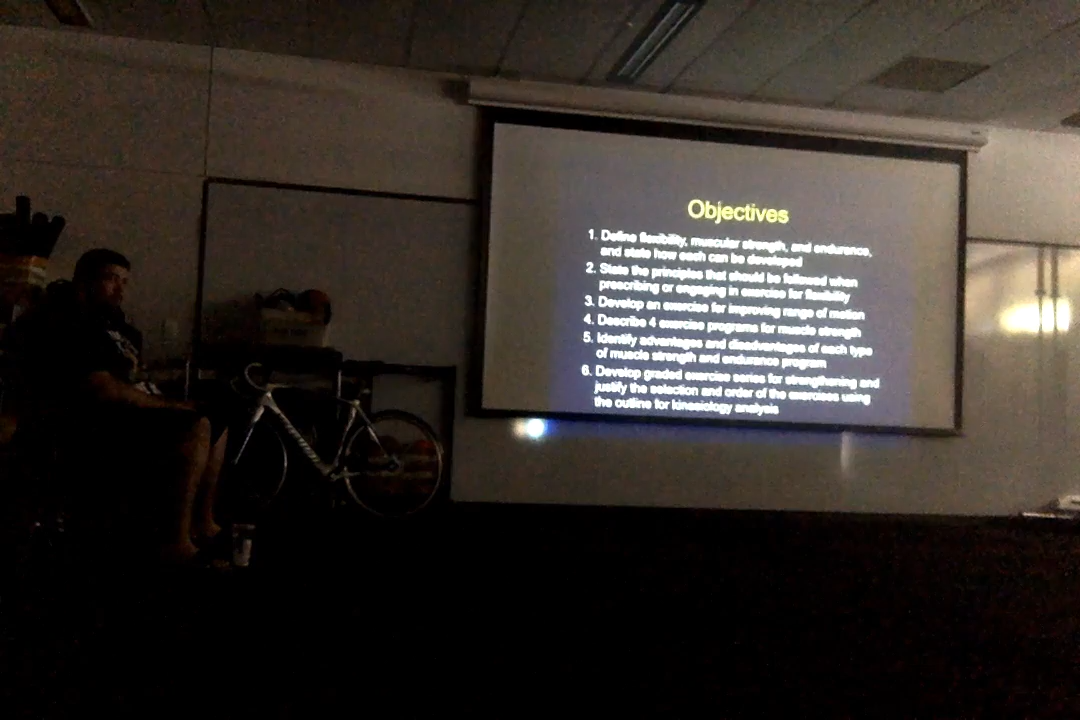 Objectives
1. Define flexibility, muscular strength, and endurance,
and state how each can be developed
2. State the principles that should be followed when
prescribing or engaging in exercise for flexibility
3. Develop an exercise for improving range of motion
4. Describe 4 exercise programs for muscle strength
5. Identify advantages and disadvantages of each type
of muscle strength and endurance program
6. Develop graded exercise series for strengthening and
justify the selection and order of the exercises using
the outline for kinesiology analysis